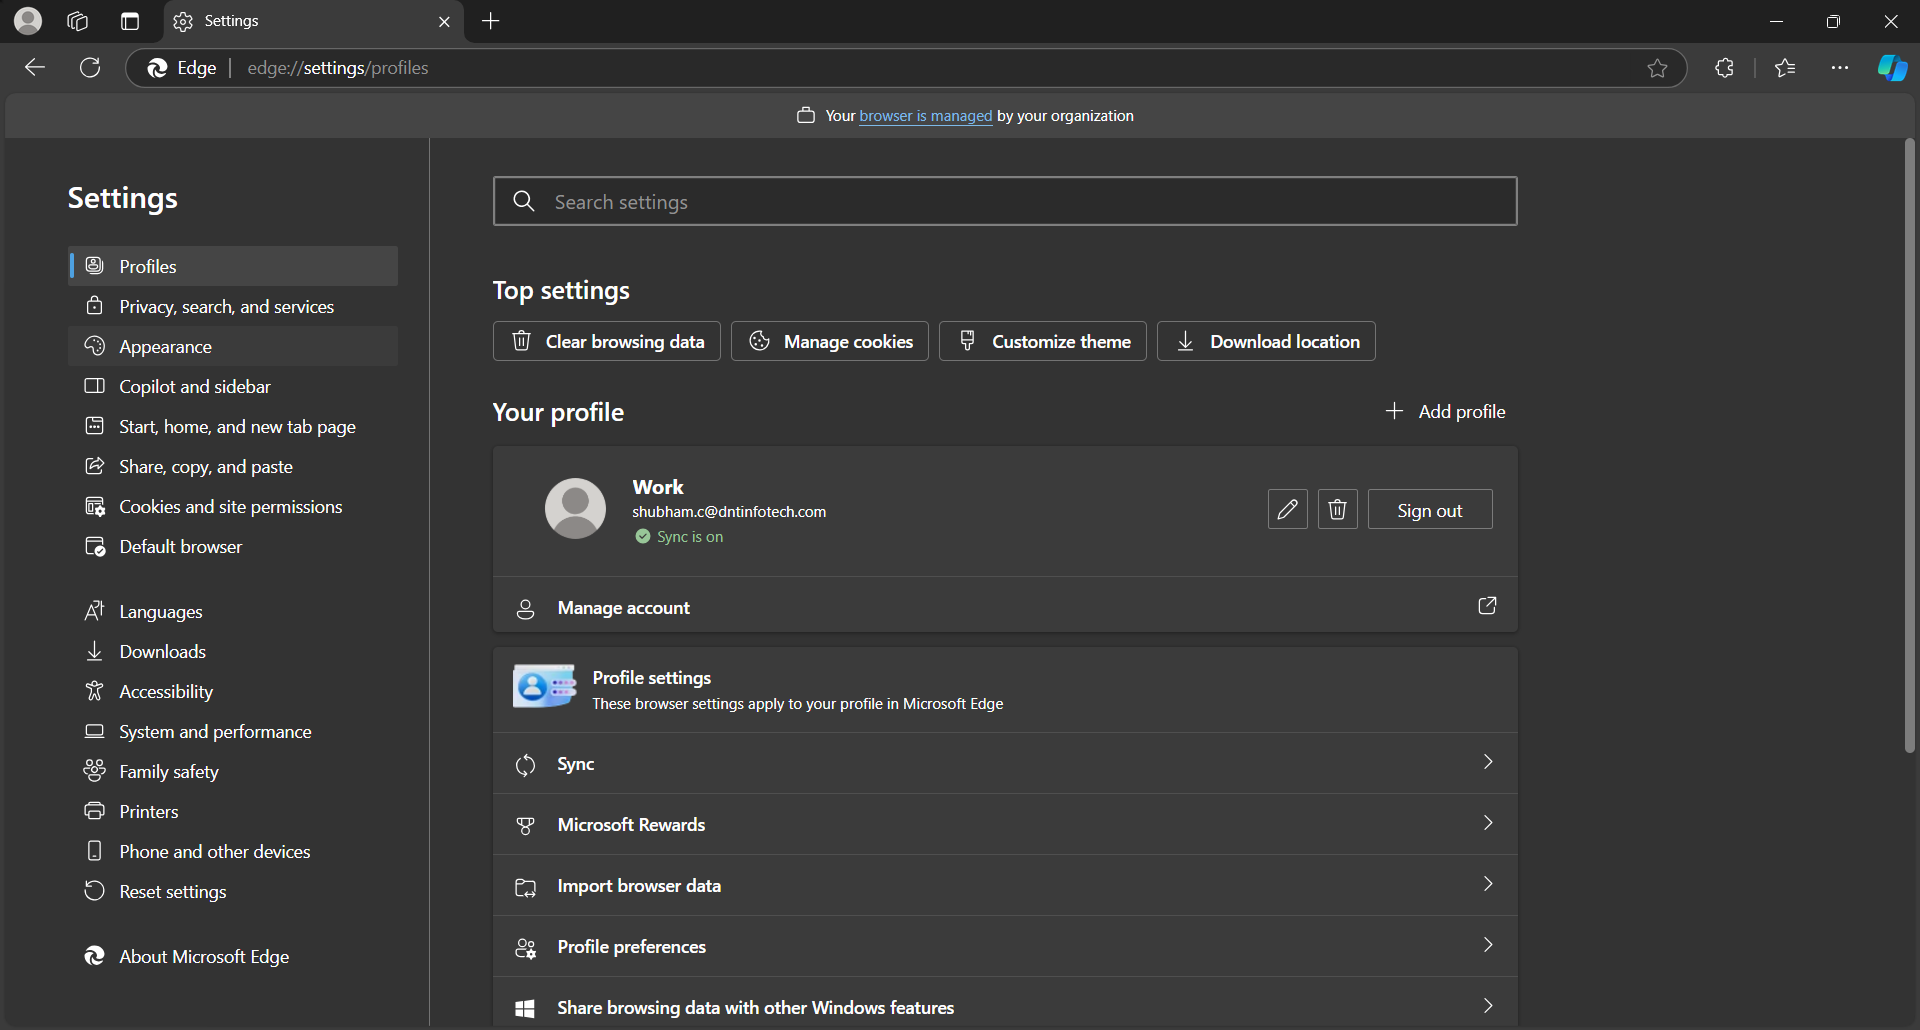 Settings
Edge
edge://settings/profiles
Your browser is managed by your organization
Settings
Profiles
Privacy, search, and services
Appearance
Copilot and sidebar
Start, home, and new tab page
Share, copy, and paste
Cookies and site permissions
Default browser
Languages
Downloads
Accessibility
System and performance
Family safety
Printers
Phone and other devices
Reset settings
About Microsoft Edge
Search settings
Top settings
Clear browsing data
Manage cookies
Customize theme
Download location
Your profile
Add profile
Work
shubham.c@dntinfotech.com
Sync is on
Sign out
Manage account
Profile settings
These browser settings apply to your profile in Microsoft Edge
Sync
Microsoft Rewards
Import browser data
Profile preferences
Share browsing data with other Windows features